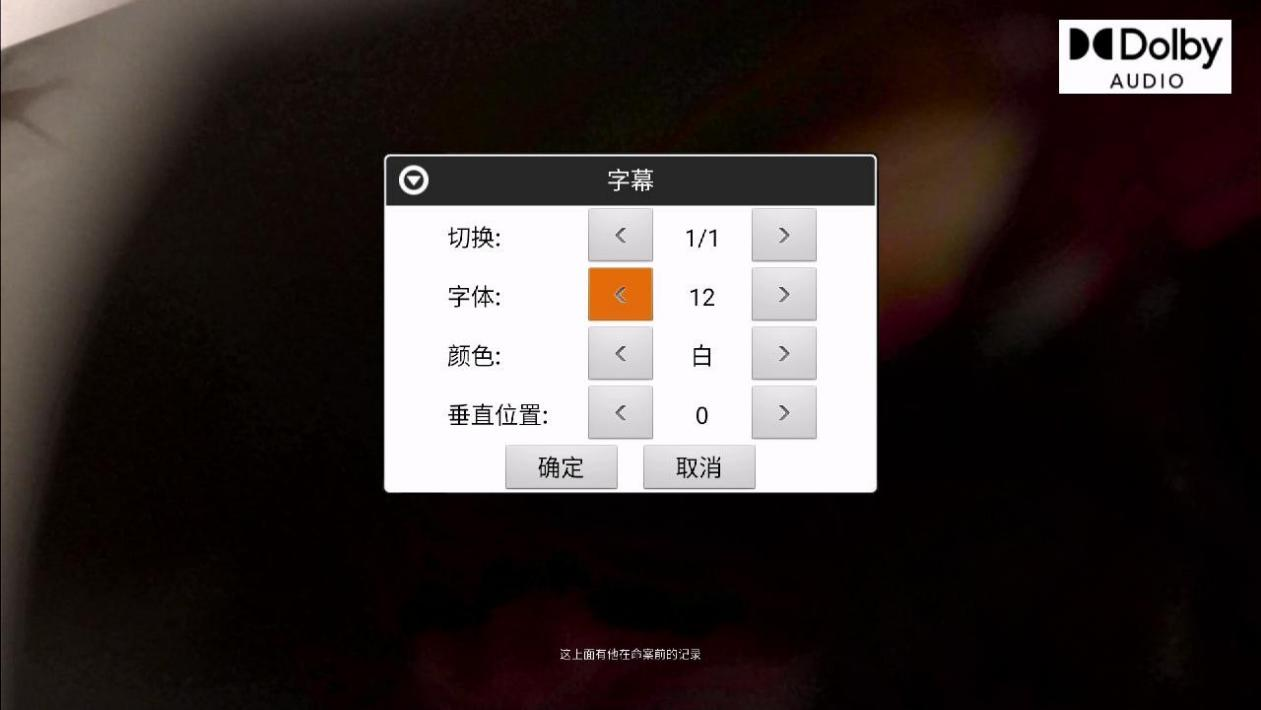 Dolby
AUDIO
字幕
切换: < 1/1 >
字体: < 12 >
颜色: < 白 >
垂直位置: < 0 >
确定 取消
这上面有他在命案前的记录